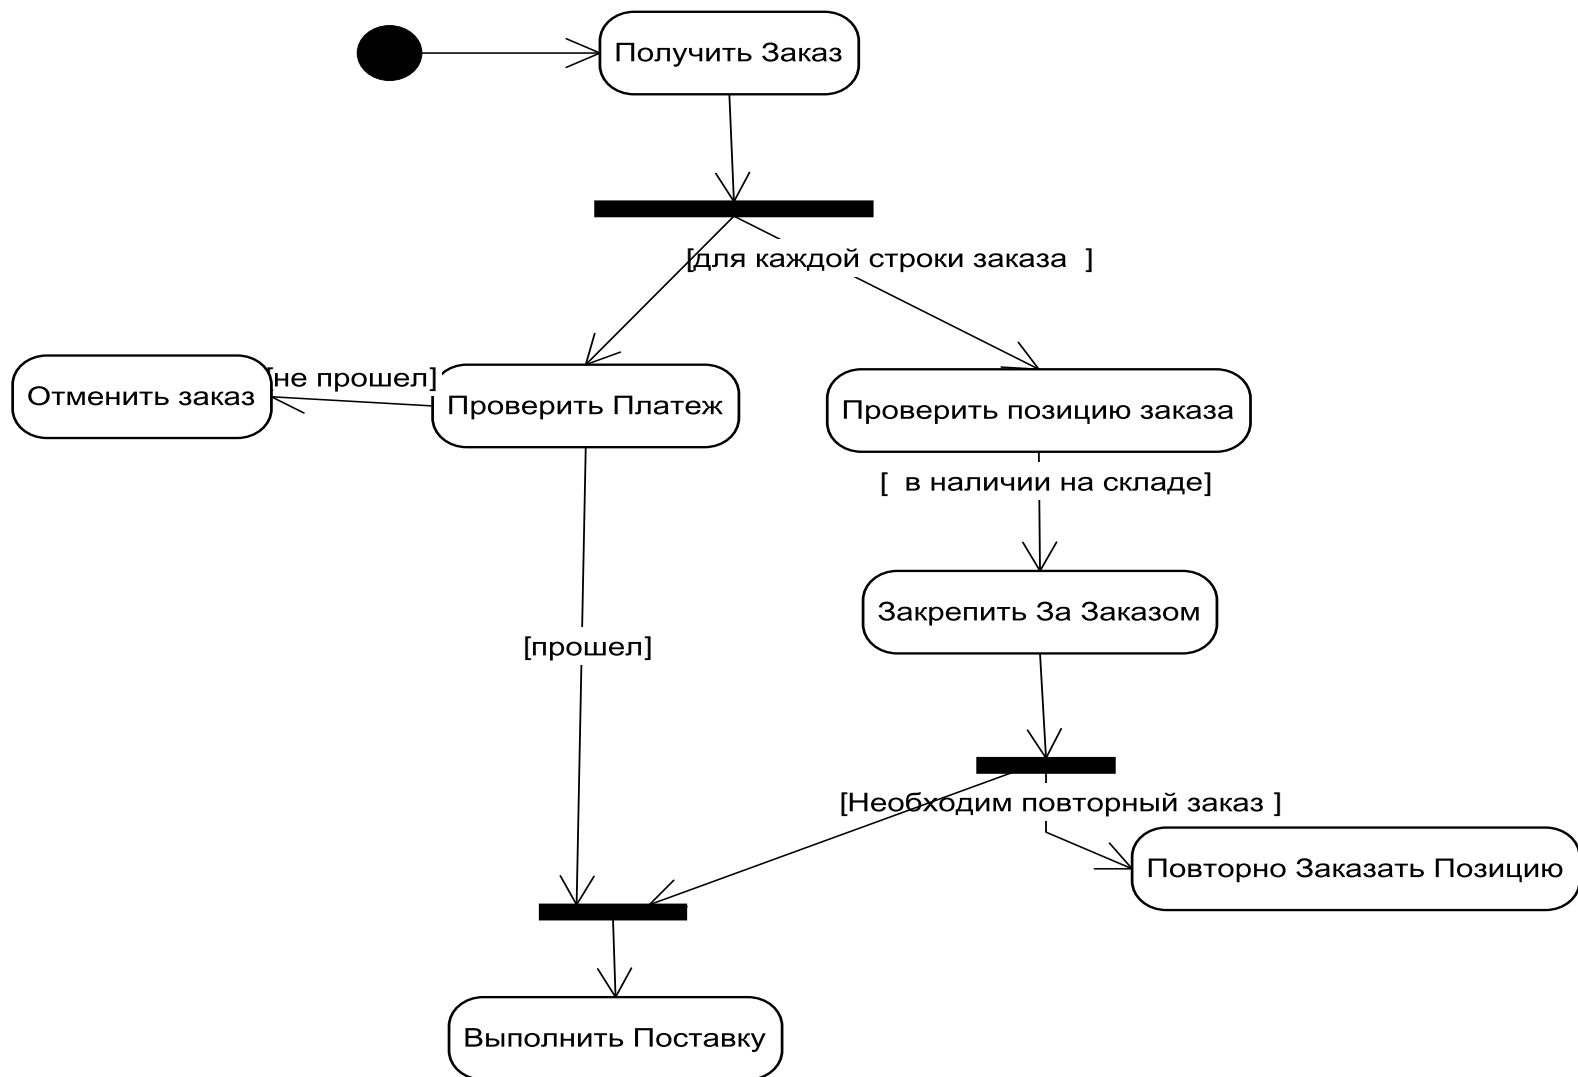 Получить Заказ
[для каждой строки заказа ]
[не прошел]
Отменить заказ
Проверить Платеж
Проверить позицию заказа
[ в наличии на складе]
Закрепить За Заказом
[прошел]
[Необходим повторный заказ ]
Повторно Заказать Позицию
Выполнить Поставку